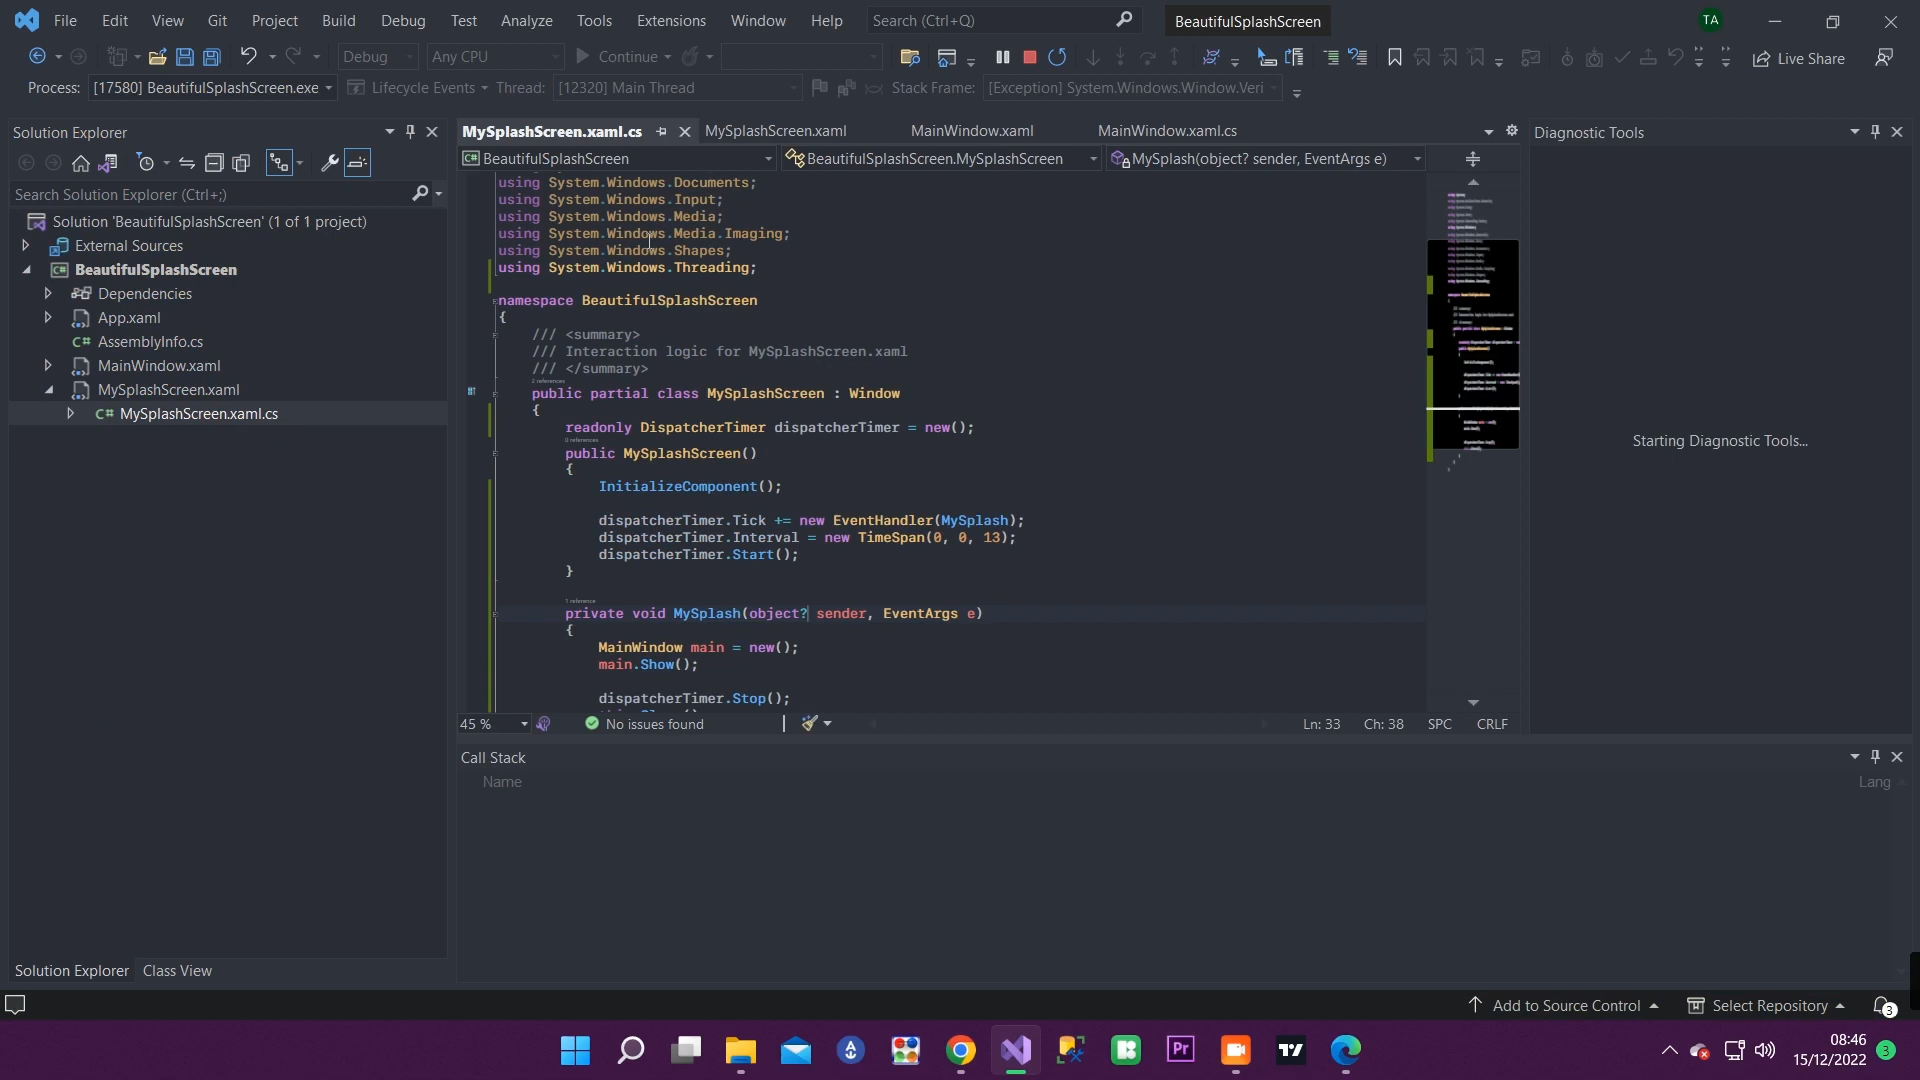 File Edit View Git Project Build Debug Test Analyze Tools Extensions Window Help Search (Ctrl+Q) BeautifulSplashScreen TA
Debug Any CPU Continue Live Share
Process: [17580] BeautifulSplashScreen.exe Lifecycle Events Thread: [12320] Main Thread Stack Frame: [Exception] System.Windows.Window.Veri
Solution Explorer
Search Solution Explorer (Ctrl+;)
Solution 'BeautifulSplashScreen' (1 of 1 project)
External Sources
BeautifulSplashScreen
Dependencies
App.xaml
AssemblyInfo.cs
MainWindow.xaml
MySplashScreen.xaml
MySplashScreen.xaml.cs
Solution Explorer Class View
MySplashScreen.xaml.cs MySplashScreen.xaml MainWindow.xaml MainWindow.xaml.cs
BeautifulSplashScreen BeautifulSplashScreen.MySplashScreen MySplash(object? sender, EventArgs e)
using System.Windows.Documents;
using System.Windows.Input;
using System.Windows.Media;
using System.Windows.Media.Imaging;
using System.Windows.Shapes;
using System.Windows.Threading;
namespace BeautifulSplashScreen
{
/// <summary>
/// Interaction logic for MySplashScreen.xaml
/// </summary>
2 references
public partial class MySplashScreen : Window
{
readonly DispatcherTimer dispatcherTimer = new();
0 references
public MySplashScreen()
{
InitializeComponent();
dispatcherTimer.Tick += new EventHandler(MySplash);
dispatcherTimer.Interval = new TimeSpan(0, 0, 13);
dispatcherTimer.Start();
}
1 reference
private void MySplash(object? sender, EventArgs e)
{
MainWindow main = new();
main.Show();
dispatcherTimer.Stop();
45 % No issues found Ln: 33 Ch: 38 SPC CRLF
Diagnostic Tools
Starting Diagnostic Tools...
Call Stack
Name Lang
Add to Source Control Select Repository 3
Pr
08:46
15/12/2022 3